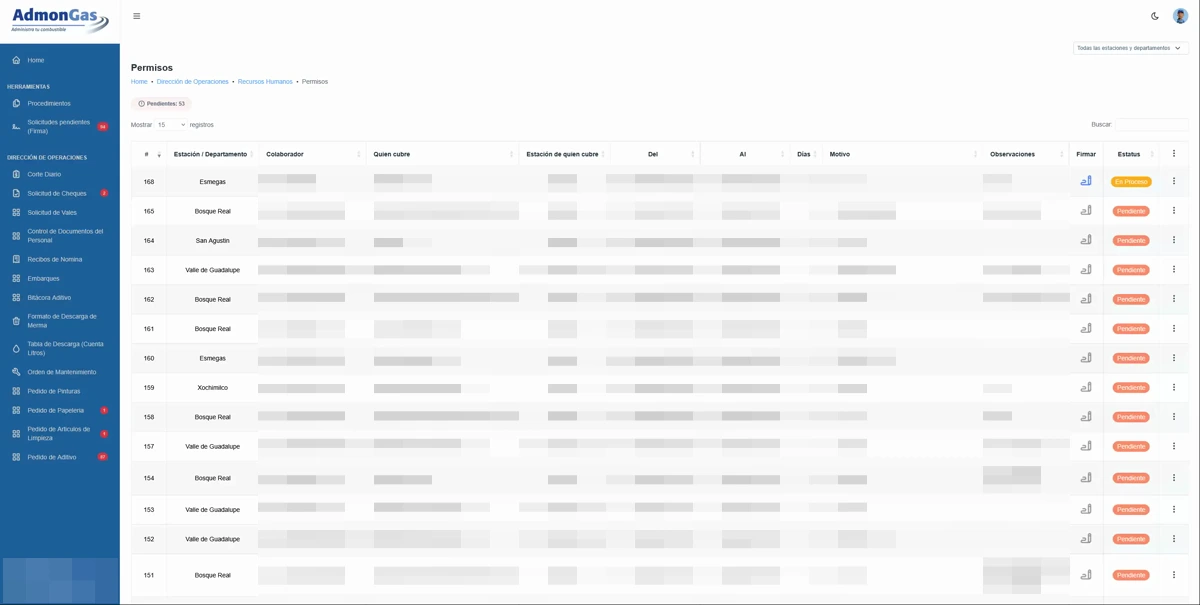 AdmonGas
Administra tu combustible
Home
HERRAMIENTAS
Procedimientos
Solicitudes pendientes
(Firma)
94
DIRECCIÓN DE OPERACIONES
Corte Diario
Solicitud de Cheques
2
Solicitud de Vales
Control de Documentos del
Personal
Recibos de Nomina
Embarques
Bitácora Aditivo
Formato de Descarga de
Merma
Tabla de Descarga (Cuenta
Litros)
Orden de Mantenimiento
Pedido de Pinturas
Pedido de Papeleria
1
Pedido de Articulos de
Limpieza
1
Pedido de Aditivo
Todas las estaciones y departamentos
Permisos
Home • Dirección de Operaciones • Recursos Humanos • Permisos
Pendientes: 53
Mostrar 15 registros
Buscar:
# Estación / Departamento Colaborador Quien cubre Estación de quien cubre Del Al Días Motivo Observaciones Firmar Estatus
168 Esmegas En Proceso
165 Bosque Real Pendiente
164 San Agustin Pendiente
163 Valle de Guadalupe Pendiente
162 Bosque Real Pendiente
161 Bosque Real Pendiente
160 Esmegas Pendiente
159 Xochimilco Pendiente
158 Bosque Real Pendiente
157 Valle de Guadalupe Pendiente
154 Bosque Real Pendiente
153 Valle de Guadalupe Pendiente
152 Valle de Guadalupe Pendiente
151 Bosque Real Pendiente